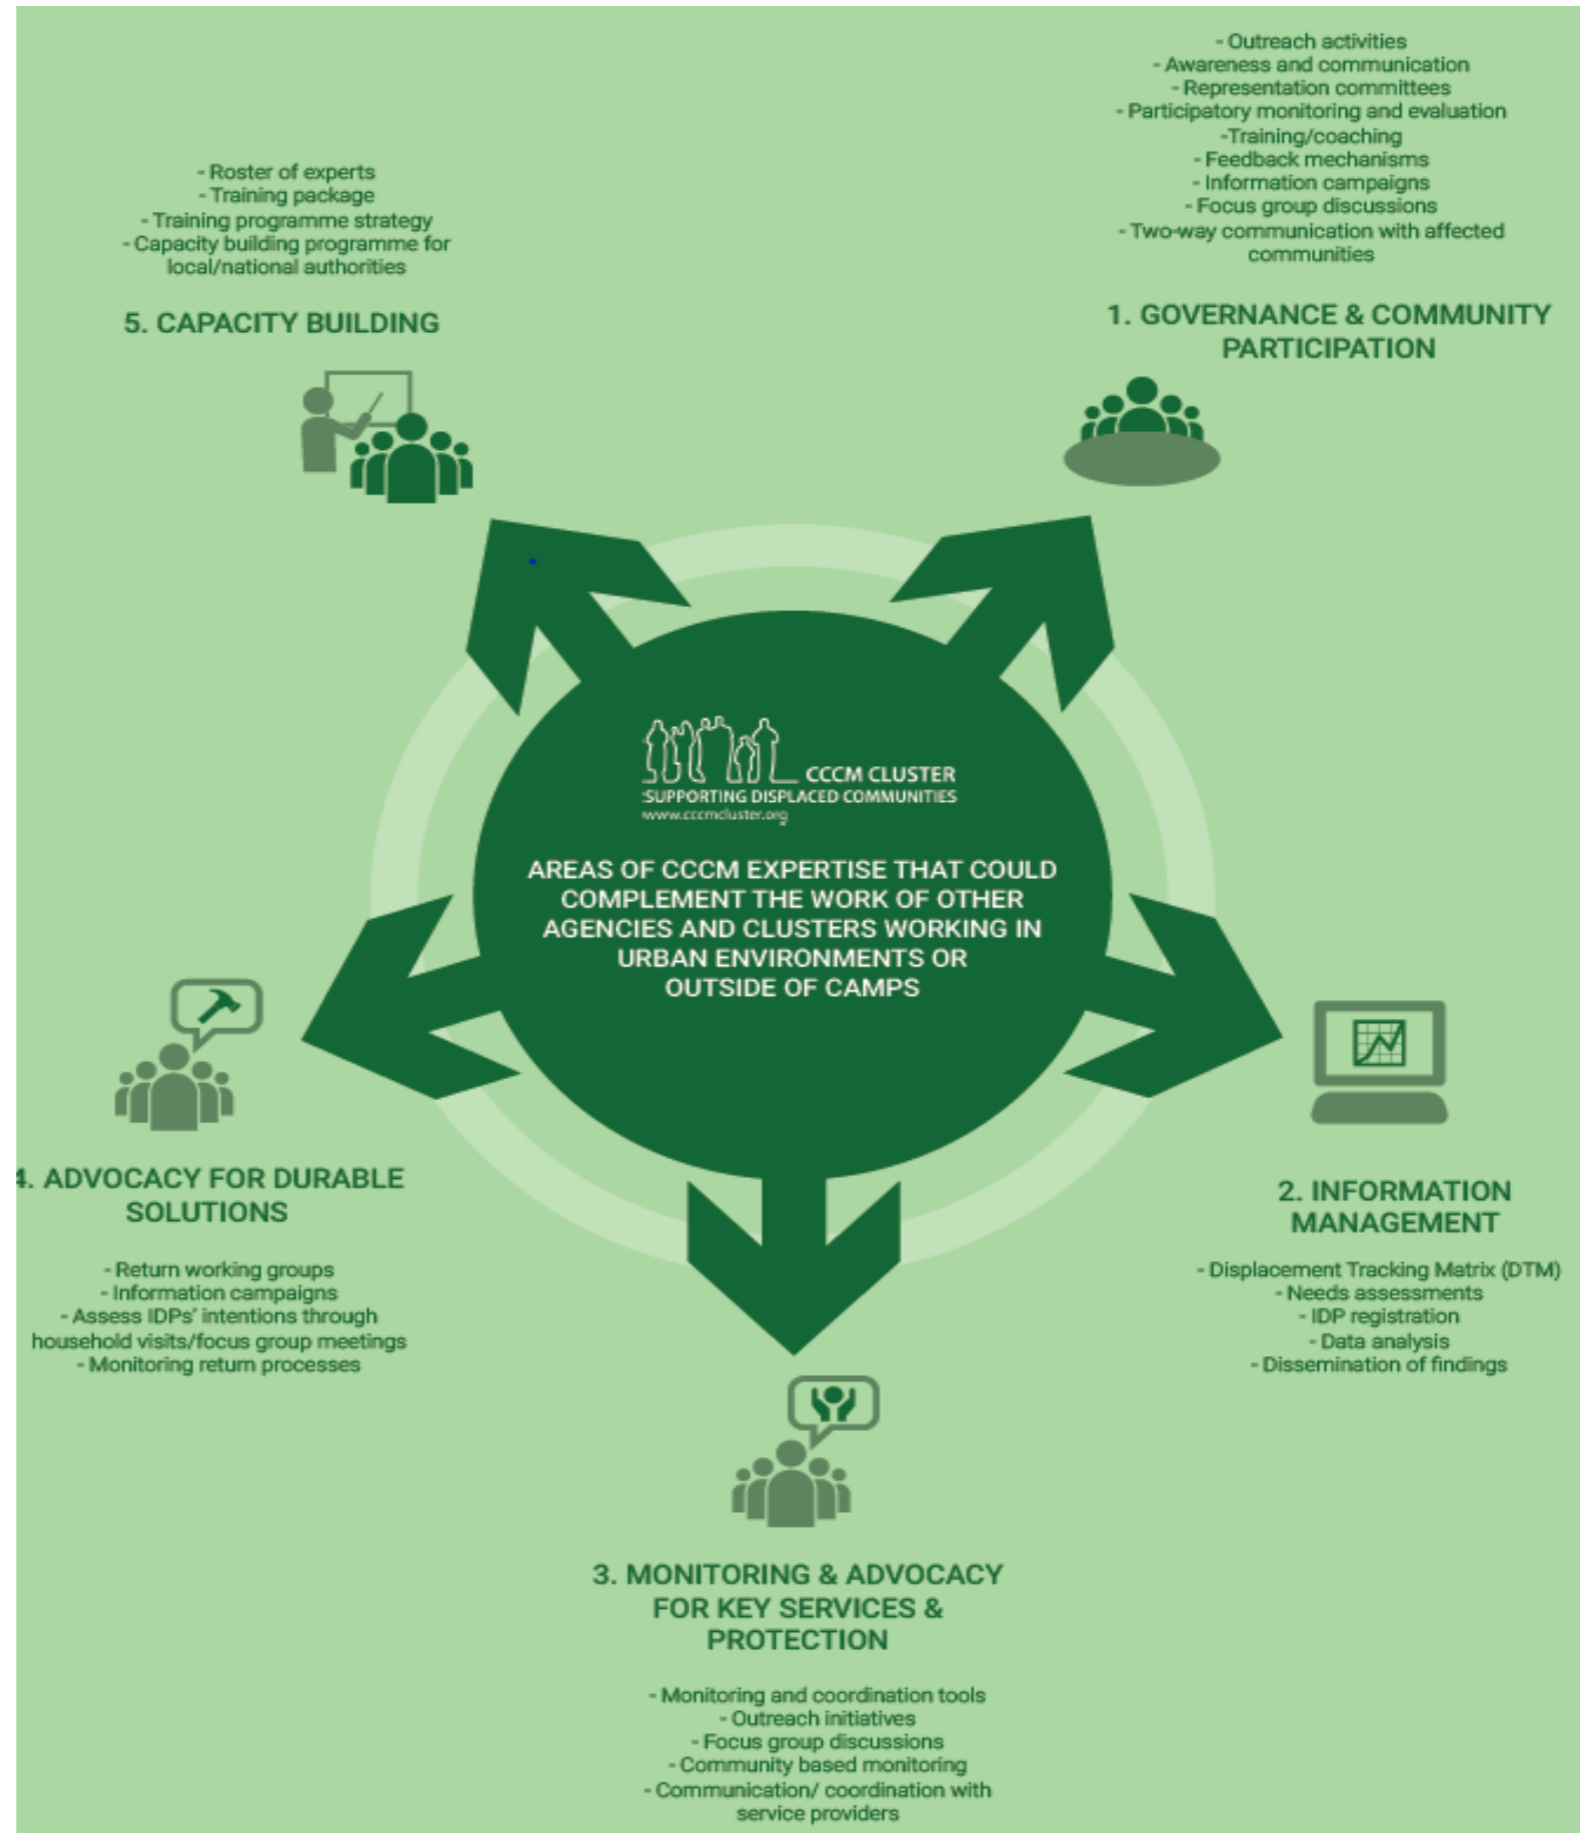 - Outreach activities
- Awareness and communication
- Representation committees
- Participatory monitoring and evaluation
-Training/coaching
- Feedback mechanisms
- Information campaigns
- Focus group discussions
- Two-way communication with affected
communities
1. GOVERNANCE & COMMUNITY
PARTICIPATION
- Roster of experts
- Training package
- Training programme strategy
- Capacity building programme for
local/national authorities
5. CAPACITY BUILDING
CCCM CLUSTER
SUPPORTING DISPLACED COMMUNITIES
www.cccmcluster.org
AREAS OF CCCM EXPERTISE THAT COULD
COMPLEMENT THE WORK OF OTHER
AGENCIES AND CLUSTERS WORKING IN
URBAN ENVIRONMENTS OR
OUTSIDE OF CAMPS
2. INFORMATION
MANAGEMENT
- Displacement Tracking Matrix (DTM)
- Needs assessments
- IDP registration
- Data analysis
- Dissemination of findings
3. MONITORING & ADVOCACY
FOR KEY SERVICES &
PROTECTION
- Monitoring and coordination tools
- Outreach initiatives
- Focus group discussions
- Community based monitoring
- Communication/ coordination with
service providers
4. ADVOCACY FOR DURABLE
SOLUTIONS
- Return working groups
- Information campaigns
- Assess IDPs' intentions through
household visits/focus group meetings
- Monitoring return processes